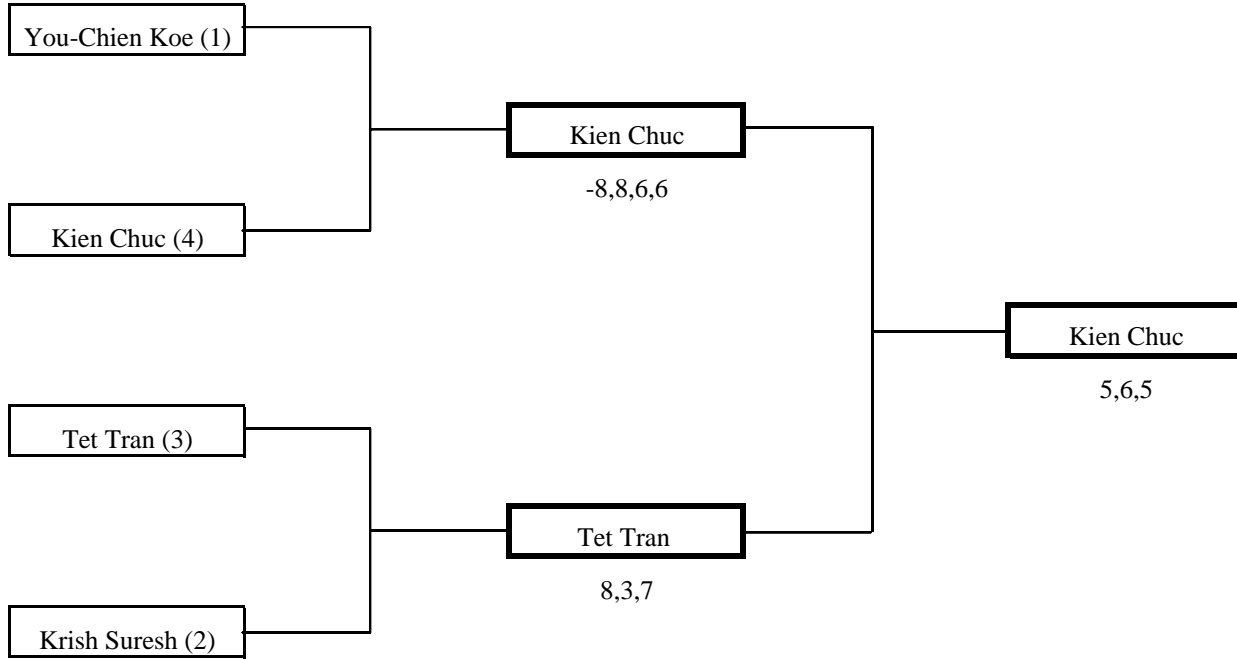 You-Chien Koe (1)
Kien Chuc
-8,8,6,6
Kien Chuc (4)
Kien Chuc
5,6,5
Tet Tran (3)
Tet Tran
8,3,7
Krish Suresh (2)